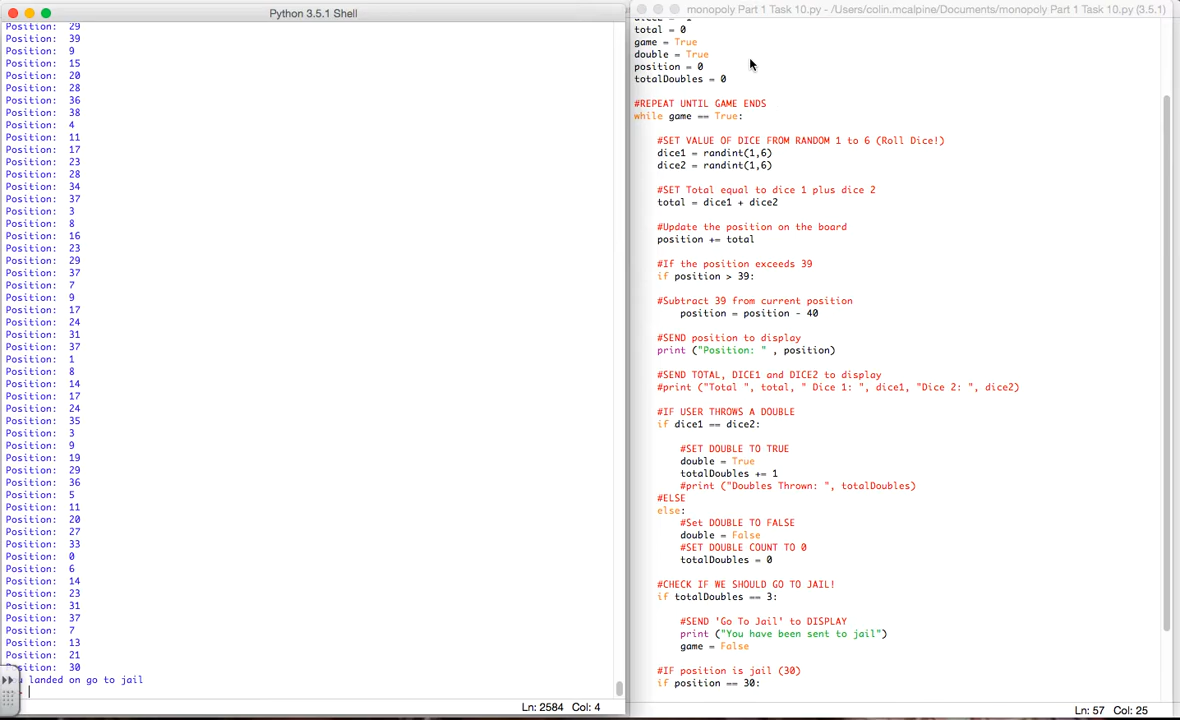 Python 3.5.1 Shell
Position: 29
Position: 39
Position: 9
Position: 15
Position: 20
Position: 28
Position: 36
Position: 38
Position: 4
Position: 11
Position: 17
Position: 23
Position: 28
Position: 34
Position: 37
Position: 3
Position: 8
Position: 16
Position: 23
Position: 29
Position: 37
Position: 7
Position: 9
Position: 17
Position: 24
Position: 31
Position: 37
Position: 1
Position: 8
Position: 14
Position: 17
Position: 24
Position: 35
Position: 3
Position: 9
Position: 19
Position: 29
Position: 36
Position: 5
Position: 11
Position: 20
Position: 27
Position: 33
Position: 0
Position: 6
Position: 14
Position: 23
Position: 31
Position: 37
Position: 7
Position: 13
Position: 21
sition: 30
landed on go to jail
Ln: 2584 Col: 4
monopoly Part 1 Task 10.py - /Users/colin.mcalpine/Documents/monopoly Part 1 Task 10.py (3.5.1)
total = 0
game = True
double = True
position = 0
totalDoubles = 0
#REPEAT UNTIL GAME ENDS
while game == True:
#SET VALUE OF DICE FROM RANDOM 1 to 6 (Roll Dice!)
dice1 = randint(1,6)
dice2 = randint(1,6)
#SET Total equal to dice 1 plus dice 2
total = dice1 + dice2
#Update the position on the board
position += total
#If the position exceeds 39
if position > 39:
#Subtract 39 from current position
position = position - 40
#SEND position to display
print ("Position: " , position)
#SEND TOTAL, DICE1 and DICE2 to display
#print ("Total ", total, " Dice 1: ", dice1, "Dice 2: ", dice2)
#IF USER THROWS A DOUBLE
if dice1 == dice2:
#SET DOUBLE TO TRUE
double = True
totalDoubles += 1
#print ("Doubles Thrown: ", totalDoubles)
#ELSE
else:
#Set DOUBLE TO FALSE
double = False
#SET DOUBLE COUNT TO 0
totalDoubles = 0
#CHECK IF WE SHOULD GO TO JAIL!
if totalDoubles == 3:
#SEND 'Go To Jail' to DISPLAY
print ("You have been sent to jail")
game = False
#IF position is jail (30)
if position == 30:
Ln: 57 Col: 25